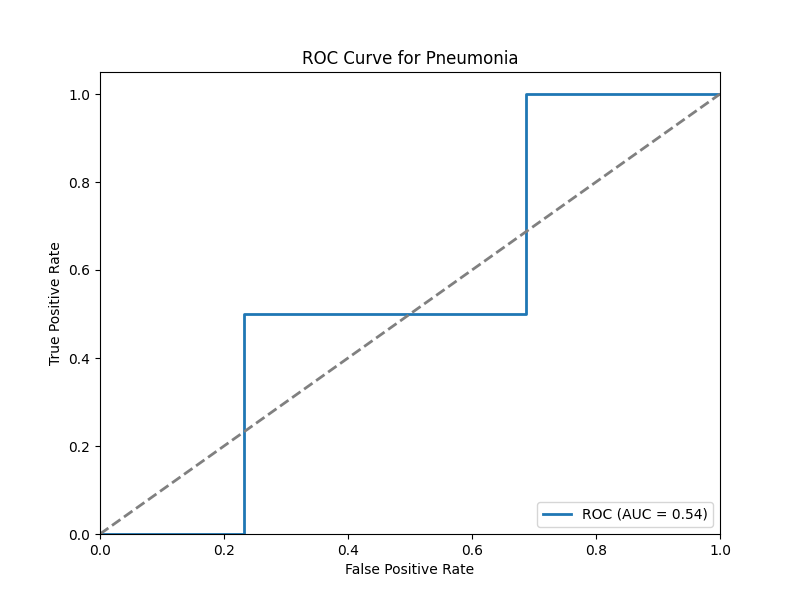 ROC Curve for Pneumonia
True Positive Rate
1.0
0.8
0.6
0.4
0.2
0.0
0.0 0.2 0.4 0.6 0.8 1.0
False Positive Rate
ROC (AUC = 0.54)